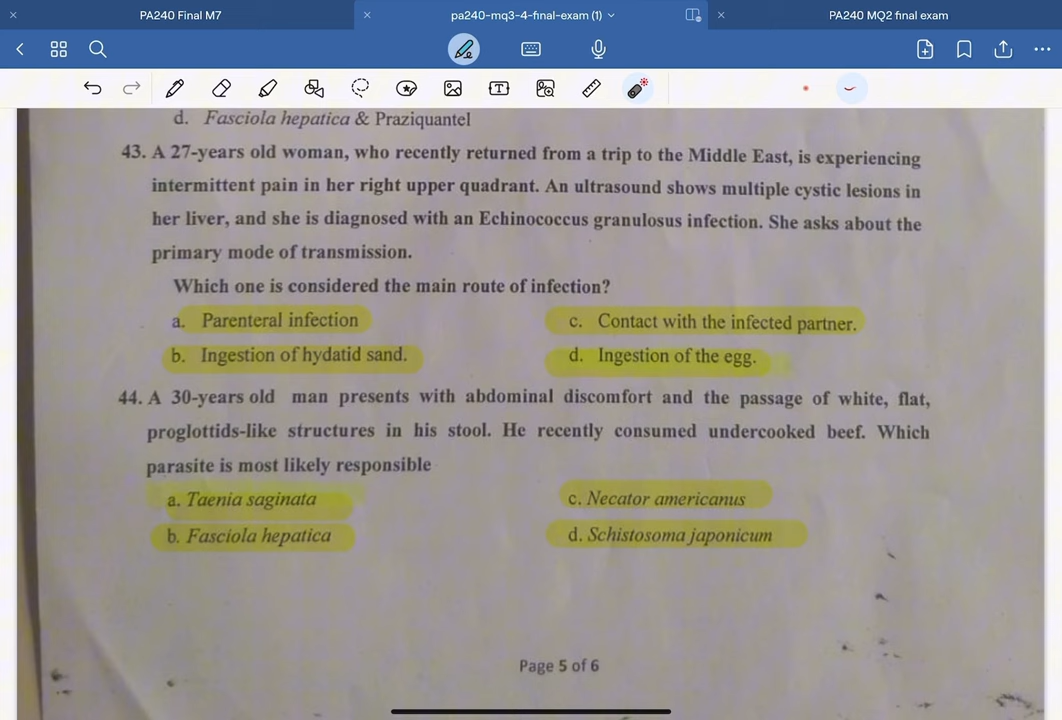 PA240 Final M7
pa240-mq3-4-final-exam (1)
PA240 MQ2 final exam
d. Fasciola hepatica & Praziquantel
43. A 27-years old woman, who recently returned from a trip to the Middle East, is experiencing
intermittent pain in her right upper quadrant. An ultrasound shows multiple cystic lesions in
her liver, and she is diagnosed with an Echinococcus granulosus infection. She asks about the
primary mode of transmission.
Which one is considered the main route of infection?
a. Parenteral infection
c. Contact with the infected partner.
b. Ingestion of hydatid sand.
d. Ingestion of the egg.
44. A 30-years old man presents with abdominal discomfort and the passage of white, flat,
proglottids-like structures in his stool. He recently consumed undercooked beef. Which
parasite is most likely responsible
a. Taenia saginata
c. Necator americanus
b. Fasciola hepatica
d. Schistosoma japonicum
Page 5 of 6